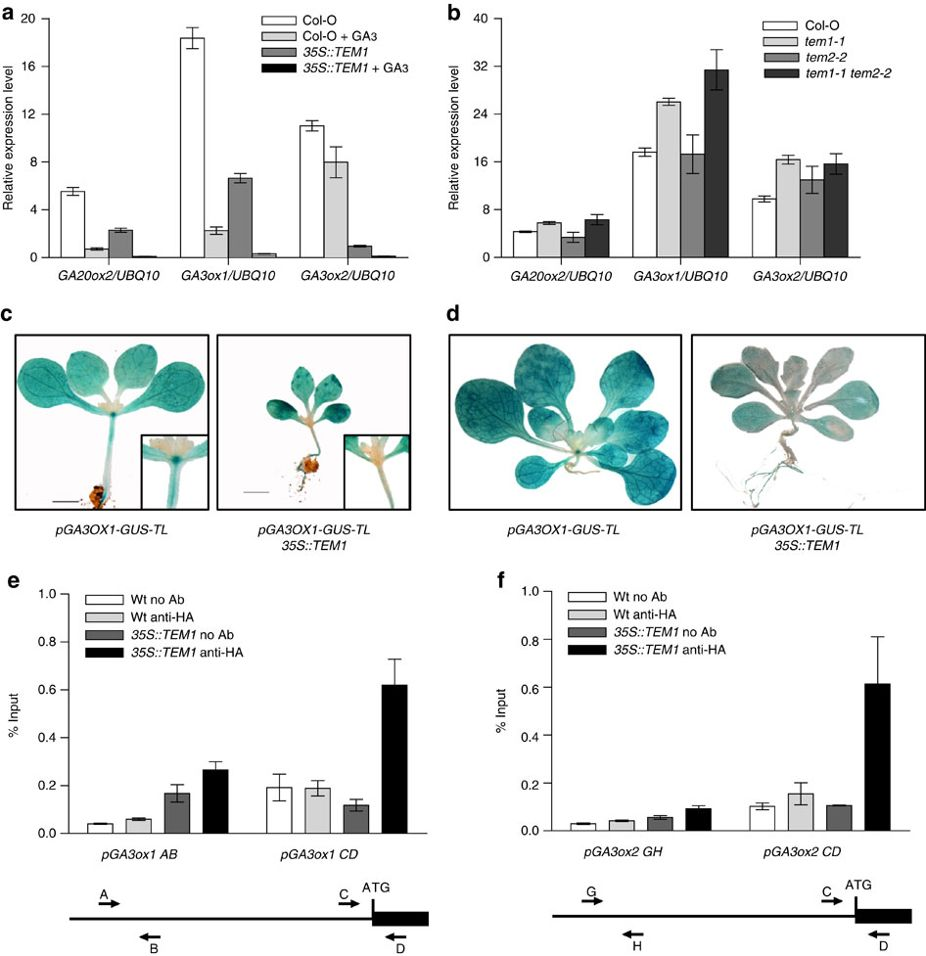 a
20
16
12
8
4
0
Relative expression level
Col-O
Col-O + GA3
35S::TEM1
35S::TEM1 + GA3
GA20ox2/UBQ10
GA3ox1/UBQ10
GA3ox2/UBQ10
b
40
32
24
16
8
0
Relative expression level
Col-O
tem1-1
tem2-2
tem1-1 tem2-2
GA20ox2/UBQ10
GA3ox1/UBQ10
GA3ox2/UBQ10
c
pGA3OX1-GUS-TL
pGA3OX1-GUS-TL
35S::TEM1
d
pGA3OX1-GUS-TL
pGA3OX1-GUS-TL
35S::TEM1
e
1.0
0.8
0.6
0.4
0.2
0.0
% Input
Wt no Ab
Wt anti-HA
35S::TEM1 no Ab
35S::TEM1 anti-HA
pGA3ox1 AB
pGA3ox1 CD
A
C
ATG
B
D
f
1.0
0.8
0.6
0.4
0.2
0.0
% Input
Wt no Ab
Wt anti-HA
35S::TEM1 no Ab
35S::TEM1 anti-HA
pGA3ox2 GH
pGA3ox2 CD
G
C
ATG
H
D